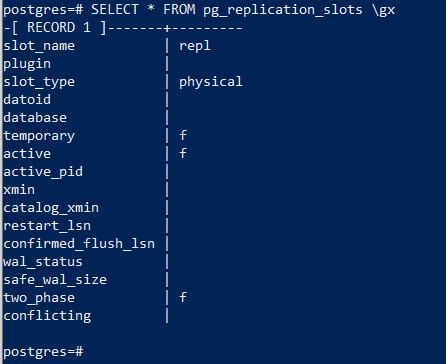 postgres=# SELECT * FROM pg_replication_slots \gx
-[ RECORD 1 ]-------+---------
slot_name           | repl
plugin              |
slot_type           | physical
datoid              |
database            |
temporary           | f
active              | f
active_pid          |
xmin                |
catalog_xmin        |
restart_lsn         |
confirmed_flush_lsn |
wal_status          |
safe_wal_size       |
two_phase           | f
conflicting         |
postgres=#